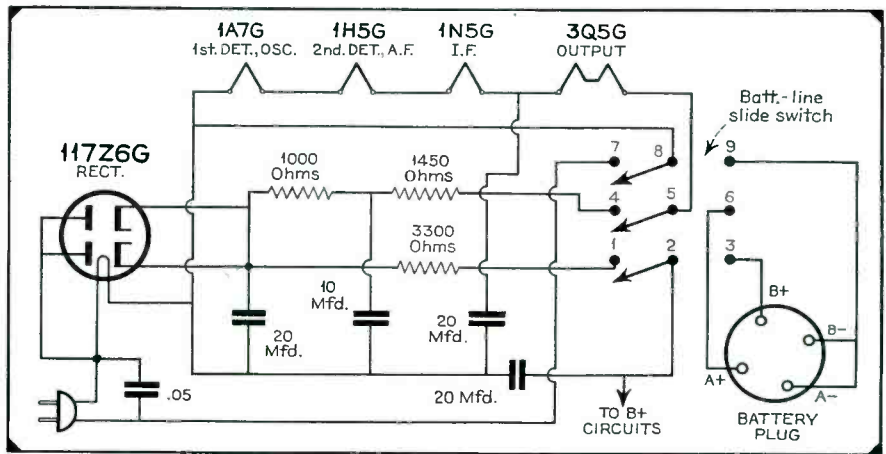 1A7G
1st. DET., OSC.
1H5G
2nd. DET., A.F.
1N5G
I.F.
3Q5G
OUTPUT
Batt.-line
slide switch
117Z6G
RECT.
1000
Ohms
1450
Ohms
3300
Ohms
7
8
9
4
5
6
1
2
3
10
Mfd.
20
Mfd.
20
Mfd.
20 Mfd.
.05
B+
B-
A+
A-
TO B+
CIRCUITS
BATTERY
PLUG